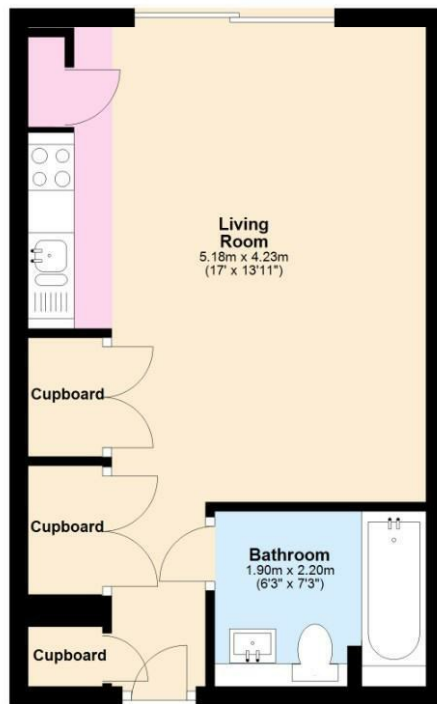 Living
Room
5.18m x 4.23m
(17' x 13'11")
Cupboard
Cupboard
Bathroom
1.90m x 2.20m
(6'3" x 7'3")
Cupboard